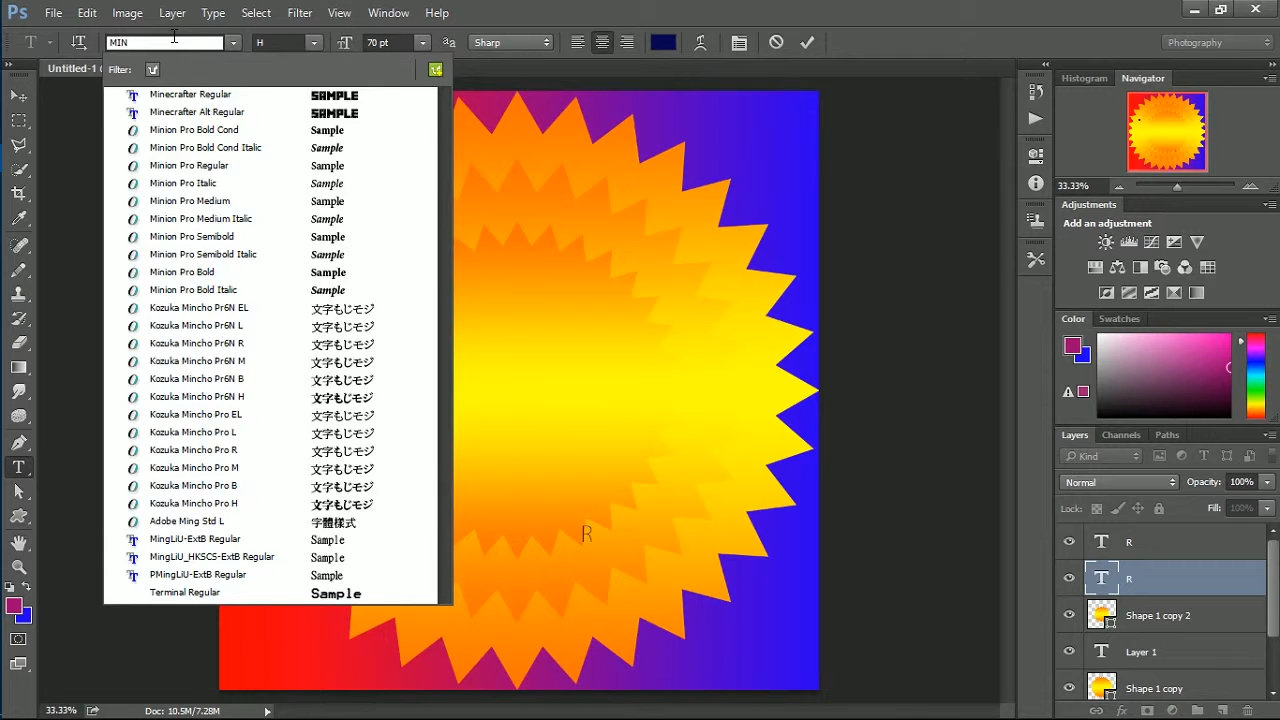 Ps File Edit Image Layer Type Select Filter View Window Help
T MIN H 70 pt aa Sharp Photography
Untitled-1 (
Filter:
Minecrafter Regular SAMPLE
Minecrafter Alt Regular SAMPLE
Minion Pro Bold Cond Sample
Minion Pro Bold Cond Italic Sample
Minion Pro Regular Sample
Minion Pro Italic Sample
Minion Pro Medium Sample
Minion Pro Medium Italic Sample
Minion Pro Semibold Sample
Minion Pro Semibold Italic Sample
Minion Pro Bold Sample
Minion Pro Bold Italic Sample
Kozuka Mincho Pr6N EL 文字もじモジ
Kozuka Mincho Pr6N L 文字もじモジ
Kozuka Mincho Pr6N R 文字もじモジ
Kozuka Mincho Pr6N M 文字もじモジ
Kozuka Mincho Pr6N B 文字もじモジ
Kozuka Mincho Pr6N H 文字もじモジ
Kozuka Mincho Pro EL 文字もじモジ
Kozuka Mincho Pro L 文字もじモジ
Kozuka Mincho Pro R 文字もじモジ
Kozuka Mincho Pro M 文字もじモジ
Kozuka Mincho Pro B 文字もじモジ
Kozuka Mincho Pro H 文字もじモジ
Adobe Ming Std L 字體樣式
MingLiU-ExtB Regular Sample
MingLiU_HKSCS-ExtB Regular Sample
PMingLiU-ExtB Regular Sample
Terminal Regular Sample
R
Histogram Navigator
33.33%
Adjustments
Add an adjustment
Color Swatches
Layers Channels Paths
Kind
Normal Opacity: 100%
Lock: Fill: 100%
T R
T R
Shape 1 copy 2
T Layer 1
Shape 1 copy
fx
33.33% Doc: 10.5M/7.28M